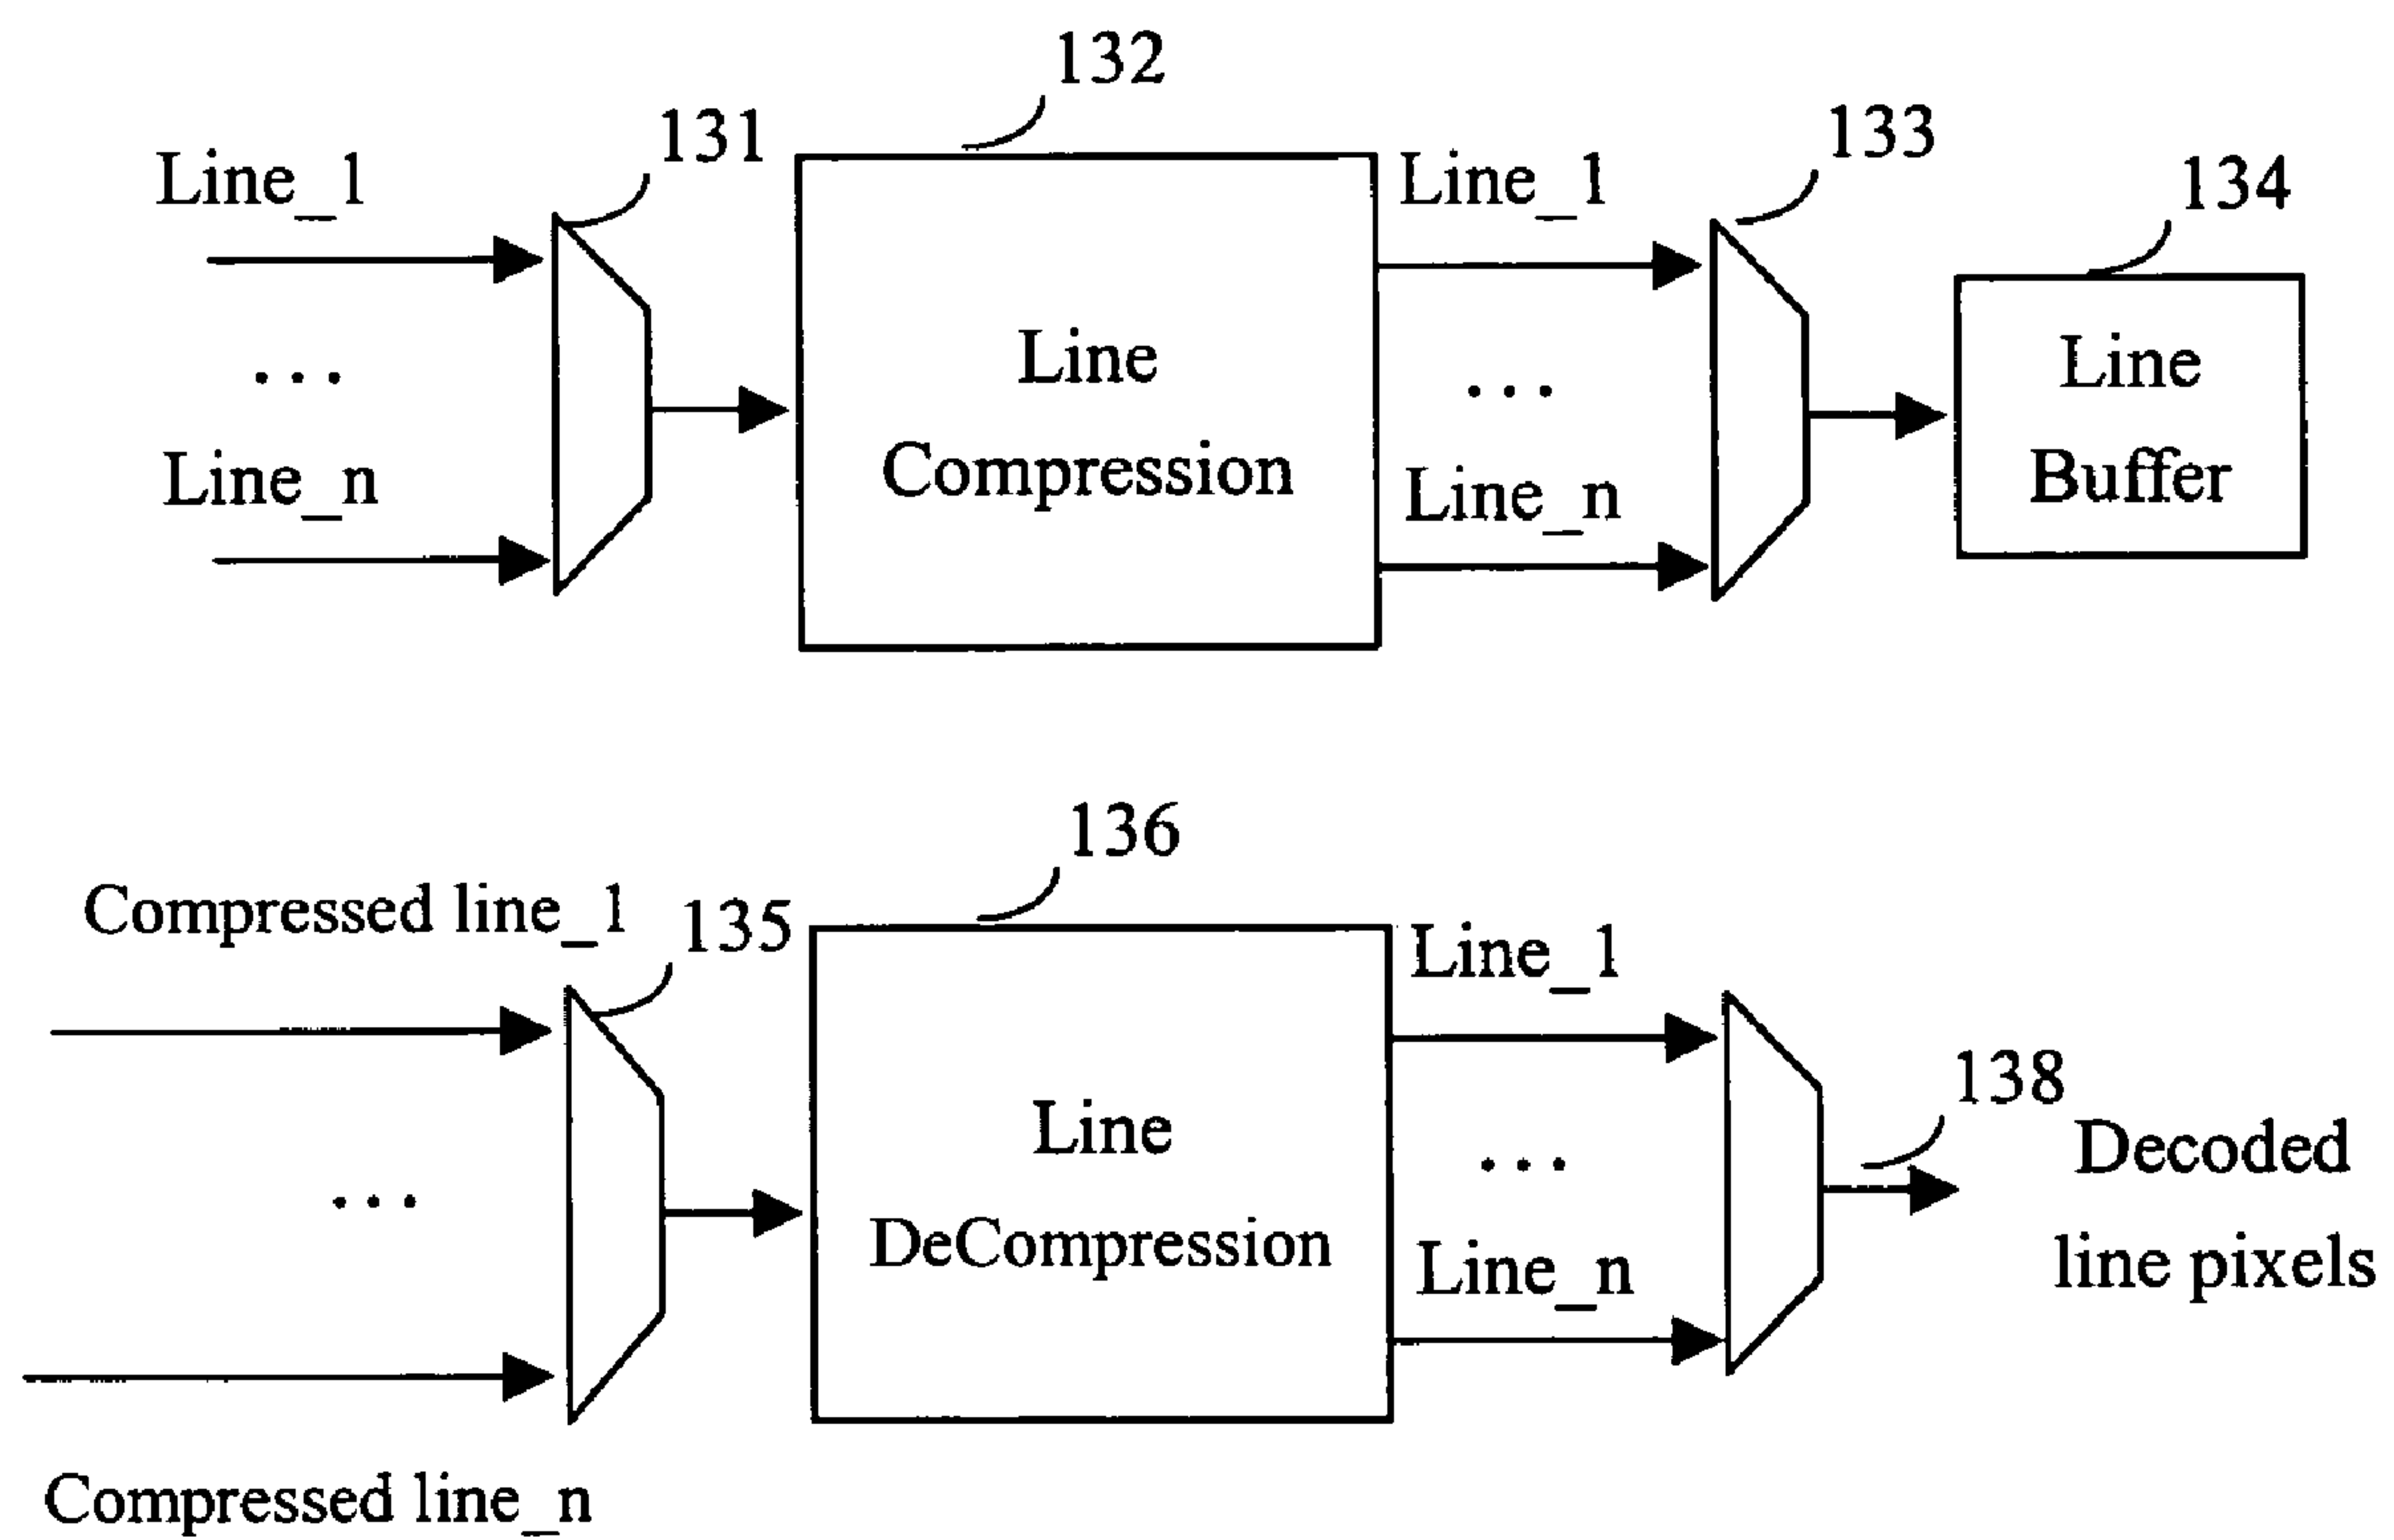 132
131
133
Line_1
Line_1
134
...
Line
Compression
...
Line
Buffer
Line_n
Line_n
136
Compressed line_1
135
Line_1
138
...
Line
DeCompression
...
Decoded
line pixels
Line_n
Compressed line_n